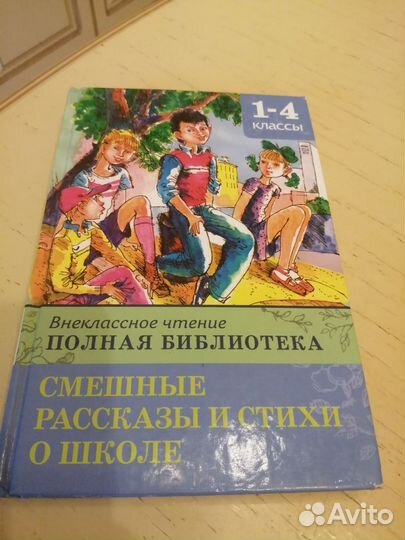 1-4
классы
Внеклассное чтение
ПОЛНАЯ БИБЛИОТЕКА
СМЕШНЫЕ
РАССКАЗЫ И СТИХИ
О ШКОЛЕ
Avito